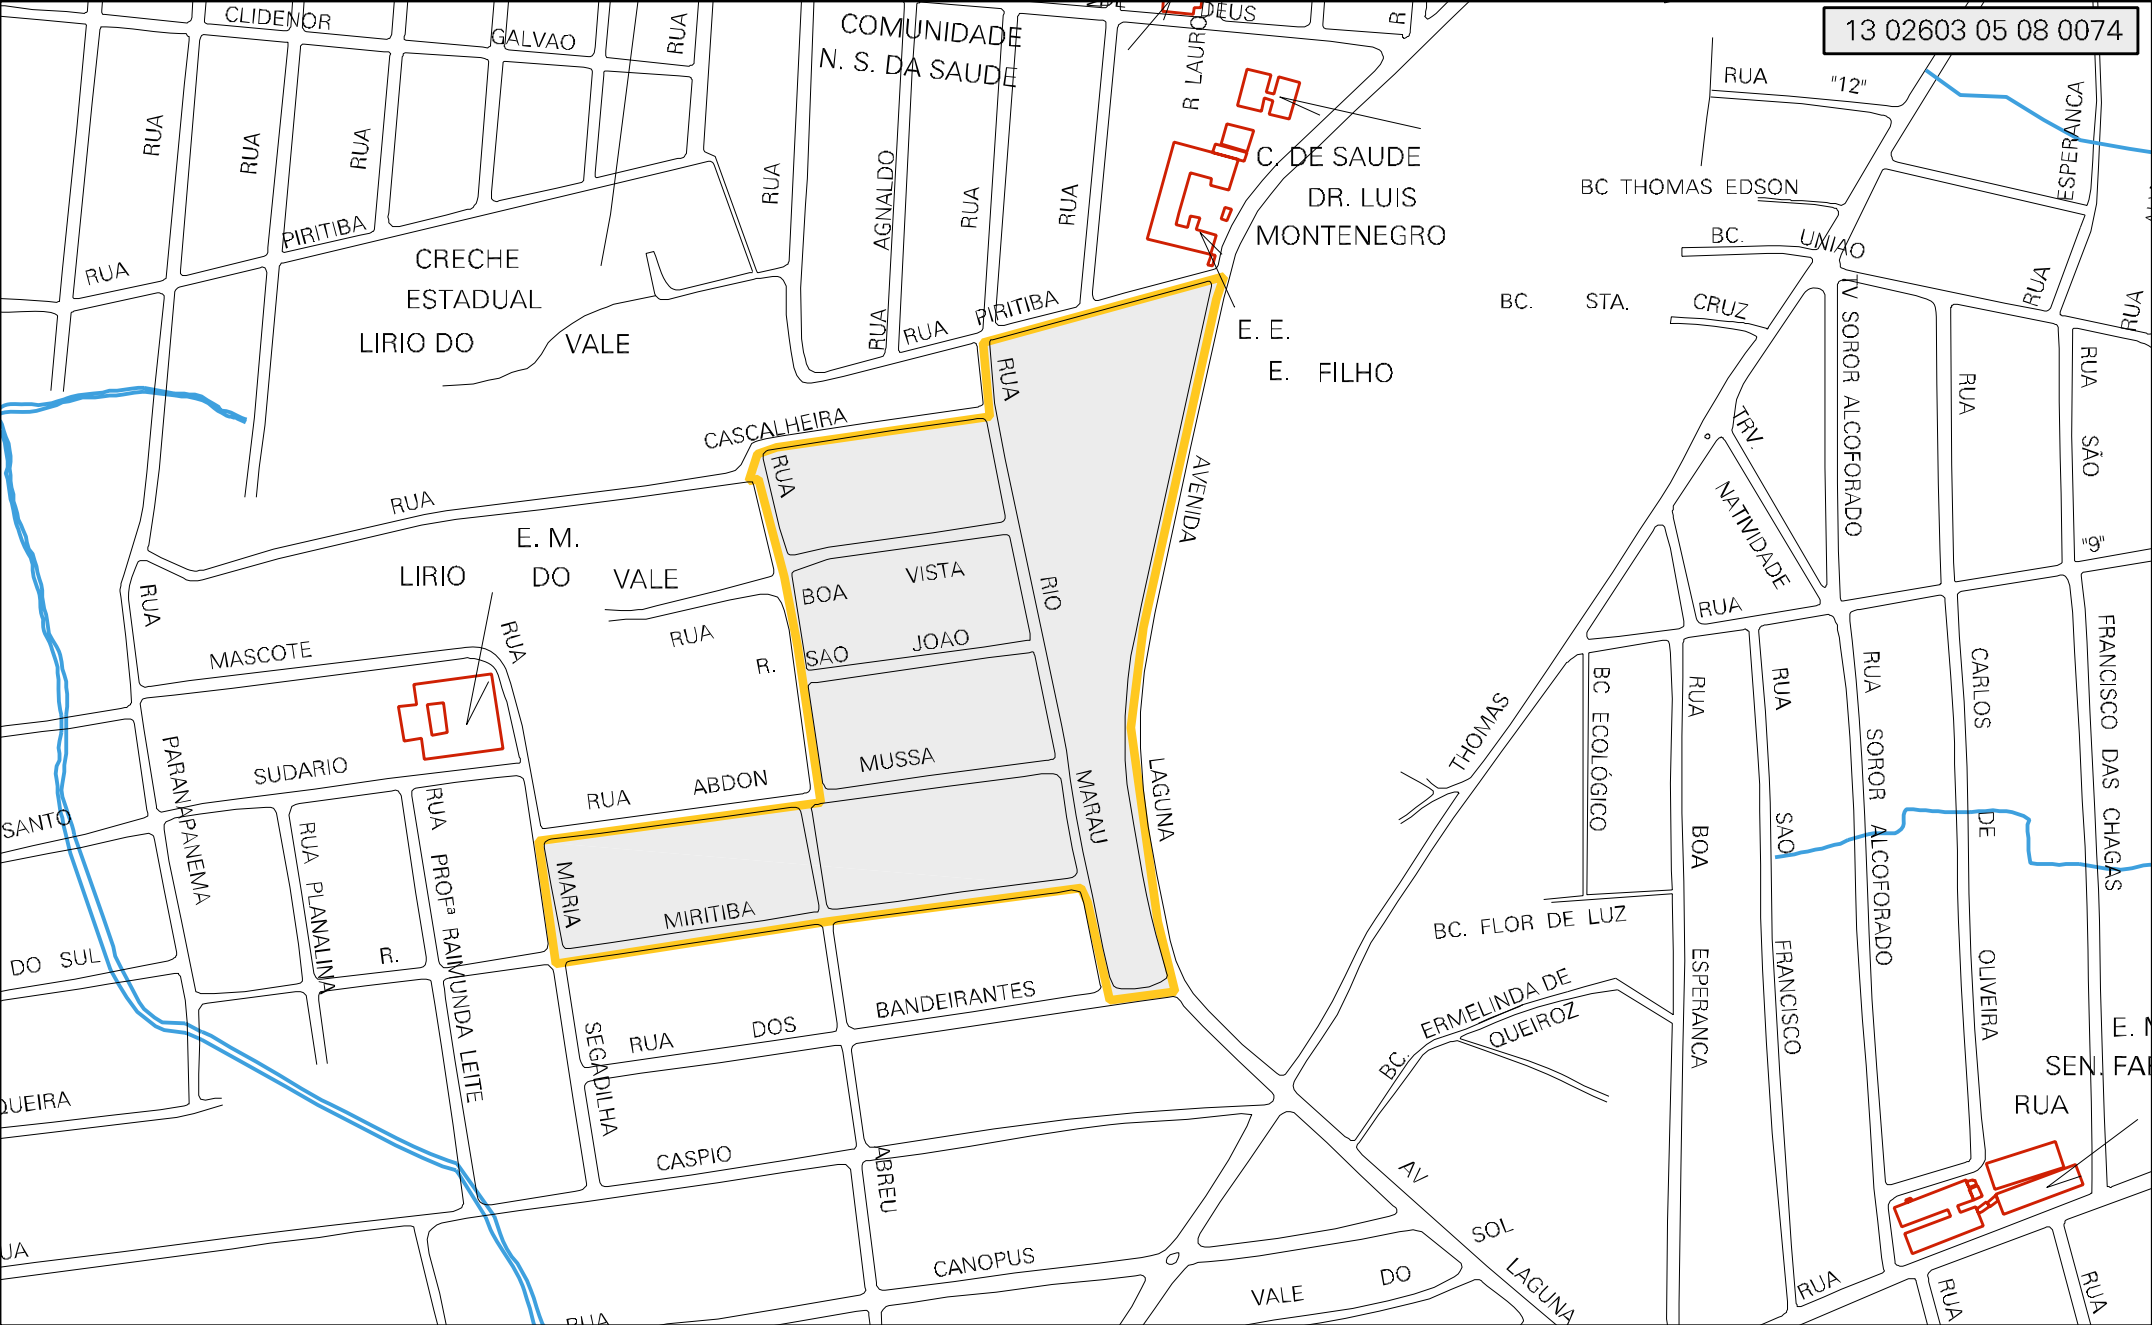 13 02603 05 08 0074
CLIDENOR
GALVAO
RUA
COMUNIDADE
N. S. DA SAUDE
DEUS
R
R LAURO
RUA
"12"
ESPERANCA
RUA
RUA
RUA
RUA
AGNALDO
RUA
RUA
RUA
C. DE SAUDE
DR. LUIS
MONTENEGRO
BC THOMAS EDSON
BC. UNIAO
PIRITIBA
RUA
CRECHE
ESTADUAL
LIRIO DO VALE
RUA PIRITIBA
E. E.
E. FILHO
BC. STA. CRUZ
TV SOROR ALCOFORADO
RUA
RUA
RUA
RUA
SÃO
"9"
CASCALHEIRA
RUA
RUA
RUA
RIO
MARAU
AVENIDA
LAGUNA
TRV.
NATIVIDADE
RUA
E. M.
LIRIO DO VALE
BOA VISTA
RUA
R. SAO JOAO
RUA
RUA
MASCOTE
SUDARIO
RUA ABDON MUSSA
THOMAS
BC ECOLÓGICO
RUA
BOA
ESPERANCA
RUA
SAO
FRANCISCO
RUA SOROR ALCOFORADO
CARLOS
DE
OLIVEIRA
FRANCISCO DAS CHAGAS
SANTO
PARANAPANEMA
RUA PLANALINA
RUA PROFª RAIMUNDA LEITE
MARIA
SEGADILHA
R. MIRITIBA
BC. FLOR DE LUZ
DO SUL
RUA DOS BANDEIRANTES
BC. ERMELINDA DE
QUEIROZ
QUEIRA
CASPIO
ABREU
AV
SOL
LAGUNA
E. M
SEN. FAB
RUA
UA
CANOPUS
VALE DO
RUA
RUA
RUA
RUA